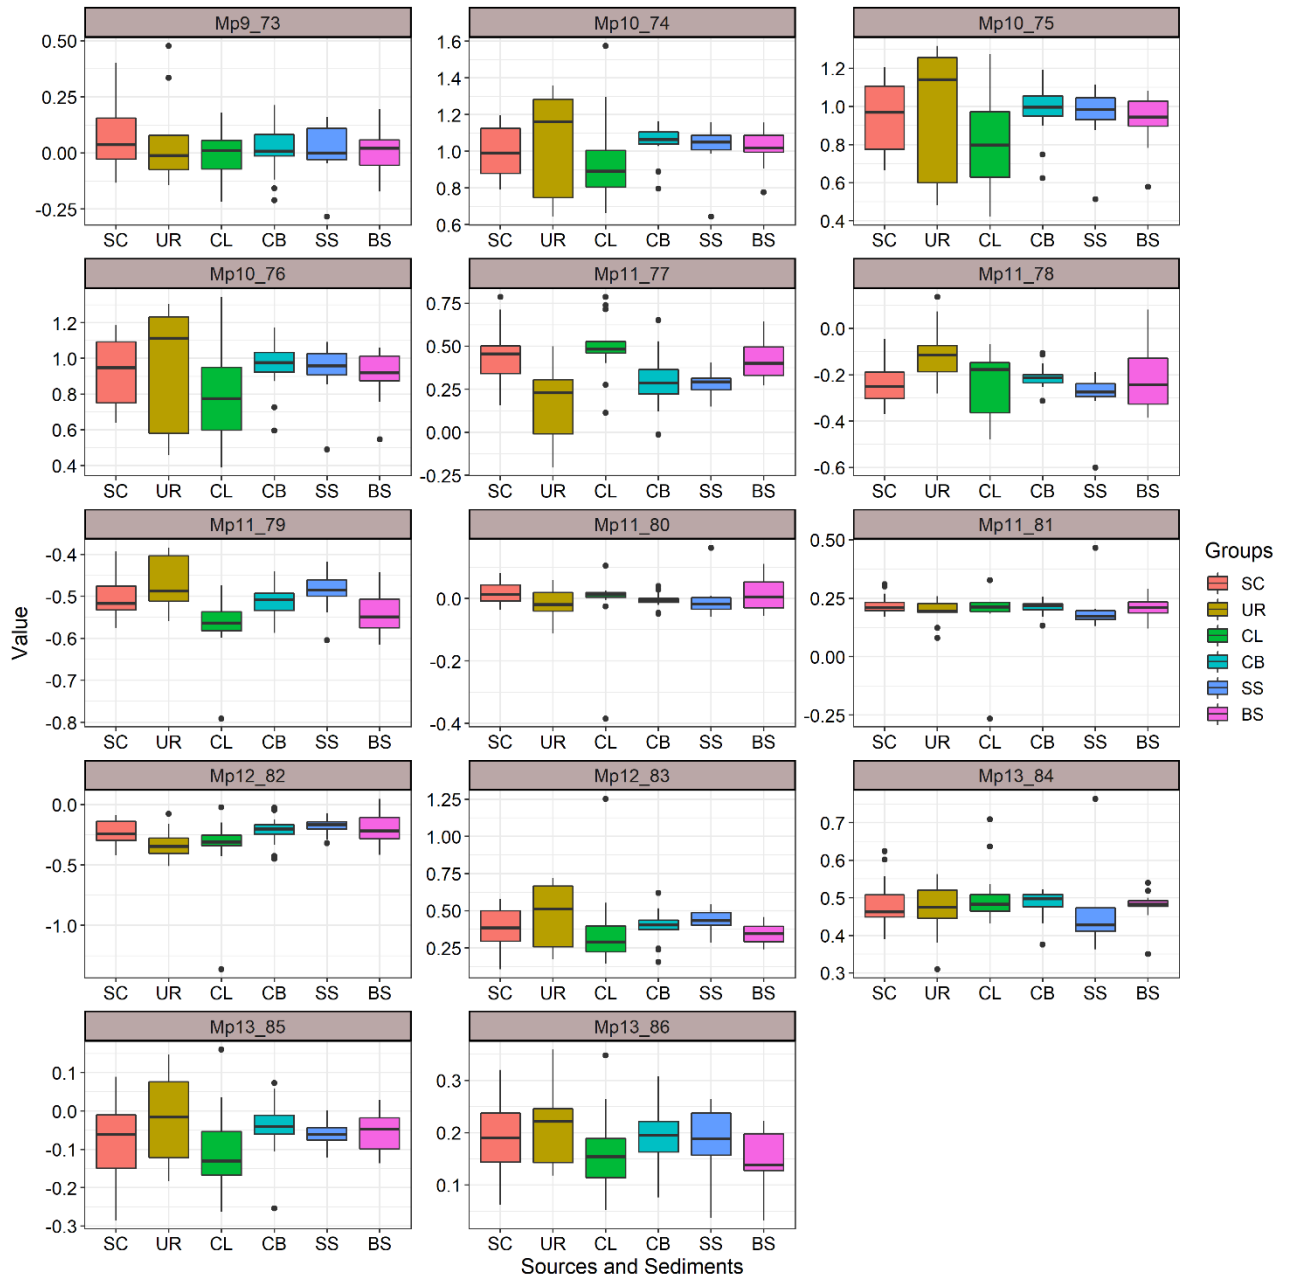 Mp9_73 Mp10_74 Mp10_75
0.50 0.25 0.00 -0.25
1.6 1.4 1.2 1.0 0.8 0.6
1.2 1.0 0.8 0.6 0.4
SC UR CL CB SS BS SC UR CL CB SS BS SC UR CL CB SS BS
Mp10_76 Mp11_77 Mp11_78
1.2 1.0 0.8 0.6 0.4
0.75 0.50 0.25 0.00 -0.25
0.0 -0.2 -0.4 -0.6
SC UR CL CB SS BS SC UR CL CB SS BS SC UR CL CB SS BS
Mp11_79 Mp11_80 Mp11_81
-0.4 -0.5 -0.6 -0.7 -0.8
0.0 -0.2 -0.4
0.50 0.25 0.00 -0.25
SC UR CL CB SS BS SC UR CL CB SS BS SC UR CL CB SS BS
Mp12_82 Mp12_83 Mp13_84
0.0 -0.5 -1.0
1.25 1.00 0.75 0.50 0.25
0.7 0.6 0.5 0.4 0.3
SC UR CL CB SS BS SC UR CL CB SS BS SC UR CL CB SS BS
Mp13_85 Mp13_86
0.1 0.0 -0.1 -0.2 -0.3
0.3 0.2 0.1
SC UR CL CB SS BS SC UR CL CB SS BS
Value
Sources and Sediments
Groups
SC
UR
CL
CB
SS
BS